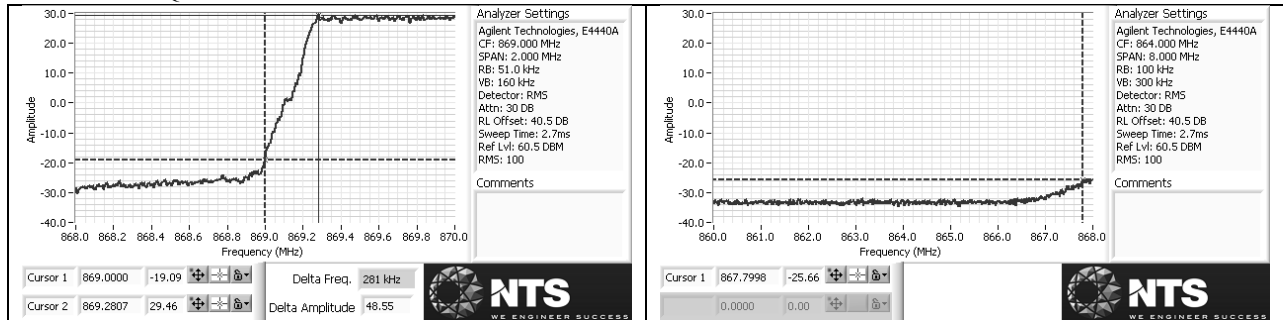 30.0
20.0
10.0
0.0
-10.0
-20.0
-30.0
-40.0
Amplitude
868.0 868.2 868.4 868.6 868.8 869.0 869.2 869.4 869.6 869.8 870.0
Frequency (MHz)
Analyzer Settings
Agilent Technologies, E4440A
CF: 869.000 MHz
SPAN: 2.000 MHz
RB: 51.0 kHz
VB: 160 kHz
Detector: RMS
Attn: 30 DB
RL Offset: 40.5 DB
Sweep Time: 2.7ms
Ref Lvl: 60.5 DBM
RMS: 100
Comments
Cursor 1 869.0000 -19.09
Cursor 2 869.2807 29.46
Delta Freq. 281 kHz
Delta Amplitude 48.55
NTS
WE ENGINEER SUCCESS
30.0
20.0
10.0
0.0
-10.0
-20.0
-30.0
-40.0
Amplitude
860.0 861.0 862.0 863.0 864.0 865.0 866.0 867.0 868.0
Frequency (MHz)
Analyzer Settings
Agilent Technologies, E4440A
CF: 864.000 MHz
SPAN: 8.000 MHz
RB: 100 kHz
VB: 300 kHz
Detector: RMS
Attn: 30 DB
RL Offset: 40.5 DB
Sweep Time: 2.7ms
Ref Lvl: 60.5 DBM
RMS: 100
Comments
Cursor 1 867.7998 -25.66
0.0000 0.00
NTS
WE ENGINEER SUCCESS